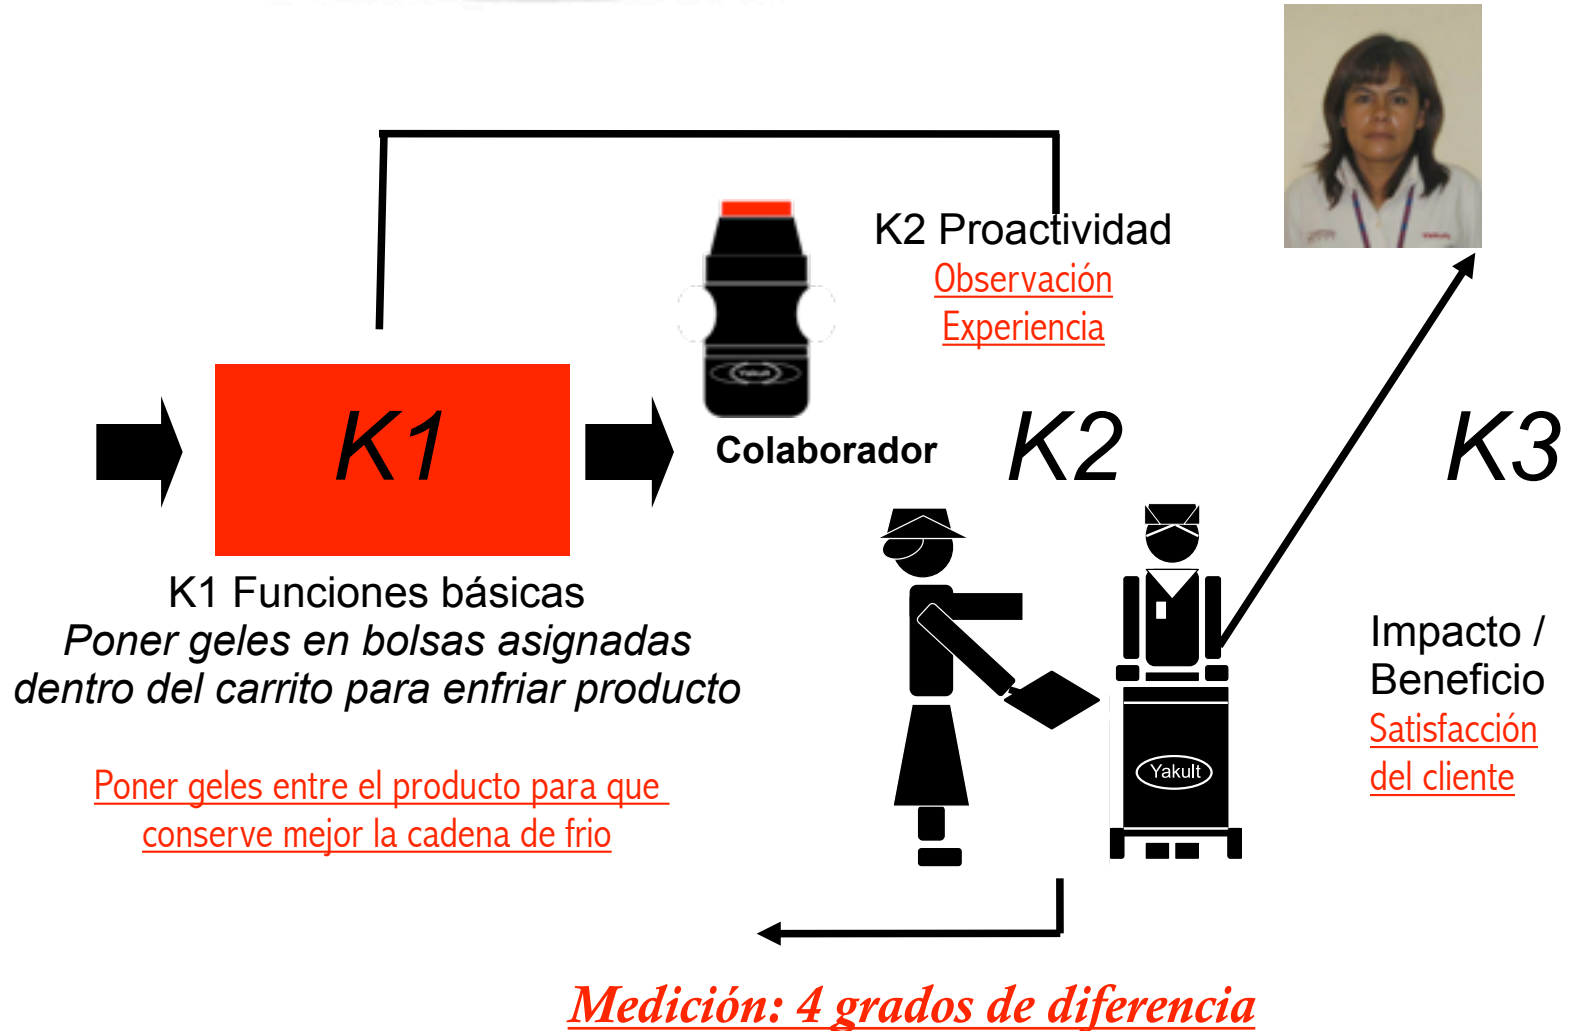 K2 Proactividad
Observación
Experiencia
K1
Yakult
Colaborador
K2
K3
K1 Funciones básicas
Poner geles en bolsas asignadas
dentro del carrito para enfriar producto
Poner geles entre el producto para que
conserve mejor la cadena de frio
Impacto /
Beneficio
Satisfacción
del cliente
Yakult
Medición: 4 grados de diferencia